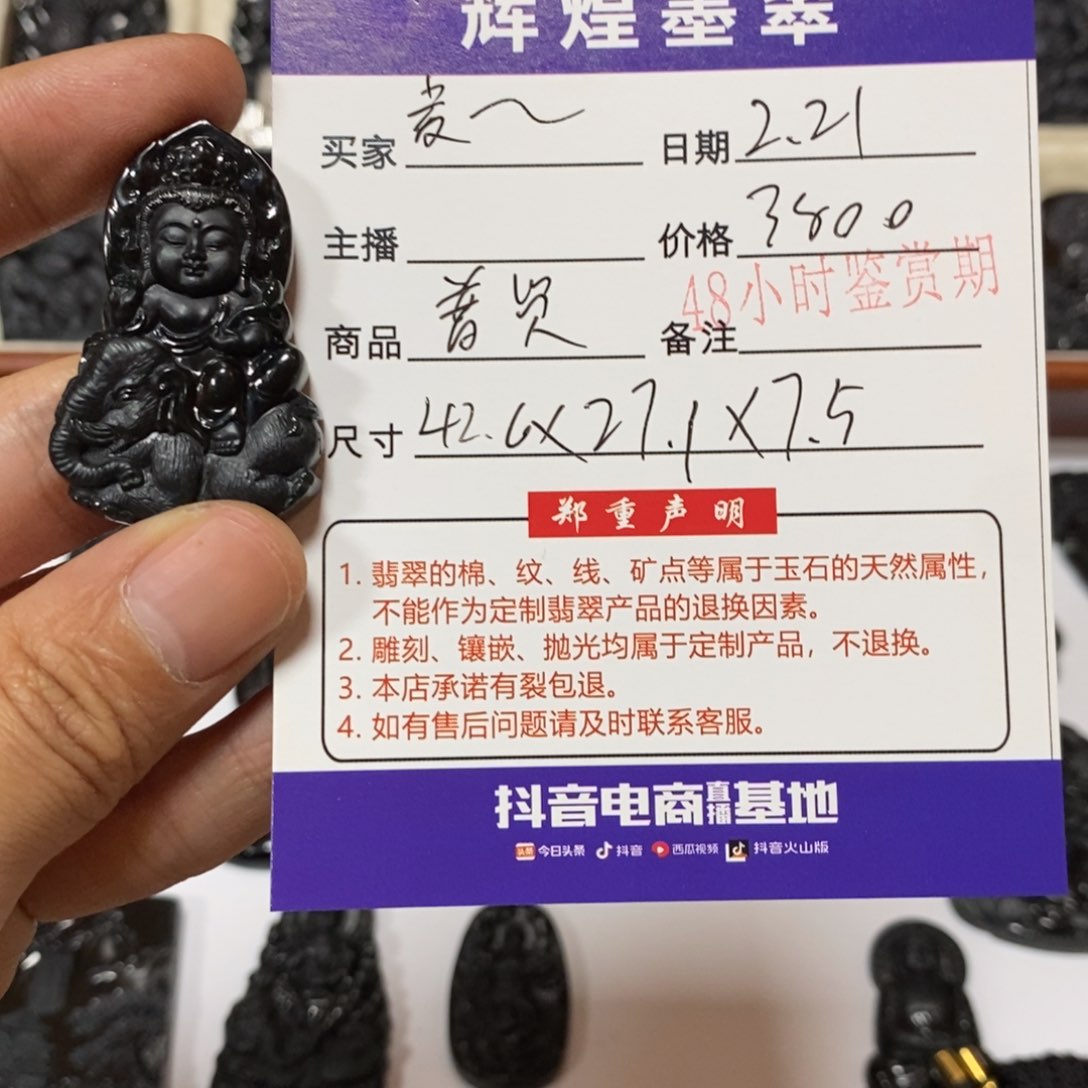 辉煌墨翠
买家 日期 2.21
主播 价格 3800
48小时鉴赏期
商品 普贤 备注
尺寸 42.6X27.1X7.5
郑重声明
1. 翡翠的棉、纹、线、矿点等属于玉石的天然属性，
不能作为定制翡翠产品的退换因素。
2. 雕刻、镶嵌、抛光均属于定制产品，不退换。
3. 本店承诺有裂包退。
4. 如有售后问题请及时联系客服。
抖音电商直播基地
头条 今日头条 抖音 西瓜视频 抖音火山版